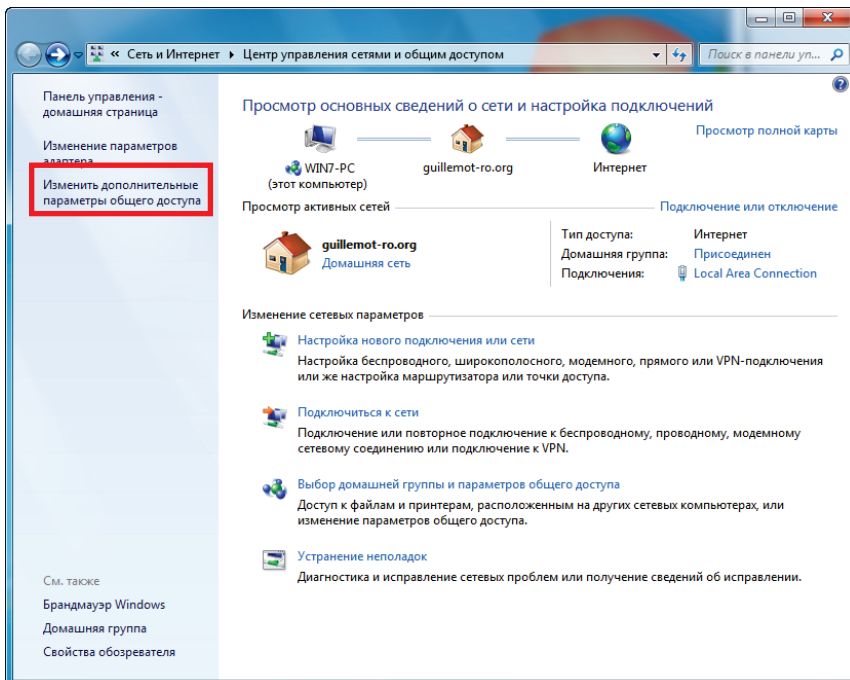 « Сеть и Интернет ▸ Центр управления сетями и общим доступом
Поиск в панели уп...
Панель управления -
домашняя страница
Изменение параметров
адаптера
Изменить дополнительные
параметры общего доступа
Просмотр основных сведений о сети и настройка подключений
Просмотр полной карты
WIN7-PC
(этот компьютер)
guillemot-ro.org
Интернет
Просмотр активных сетей
Подключение или отключение
guillemot-ro.org
Домашняя сеть
Тип доступа: Интернет
Домашняя группа: Присоединен
Подключения: Local Area Connection
Изменение сетевых параметров
Настройка нового подключения или сети
Настройка беспроводного, широкополосного, модемного, прямого или VPN-подключения
или же настройка маршрутизатора или точки доступа.
Подключиться к сети
Подключение или повторное подключение к беспроводному, проводному, модемному
сетевому соединению или подключение к VPN.
Выбор домашней группы и параметров общего доступа
Доступ к файлам и принтерам, расположенным на других сетевых компьютерах, или
изменение параметров общего доступа.
Устранение неполадок
Диагностика и исправление сетевых проблем или получение сведений об исправлении.
См. также
Брандмауэр Windows
Домашняя группа
Свойства обозревателя